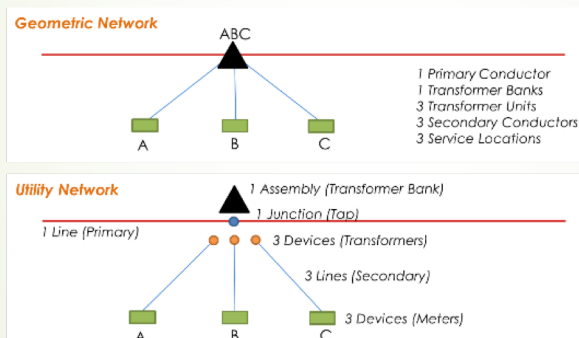 Geometric Network
ABC
1 Primary Conductor
1 Transformer Banks
3 Transformer Units
3 Secondary Conductors
3 Service Locations
A B C
Utility Network
1 Assembly (Transformer Bank)
1 Junction (Tap)
1 Line (Primary)
3 Devices (Transformers)
3 Lines (Secondary)
3 Devices (Meters)
A B C